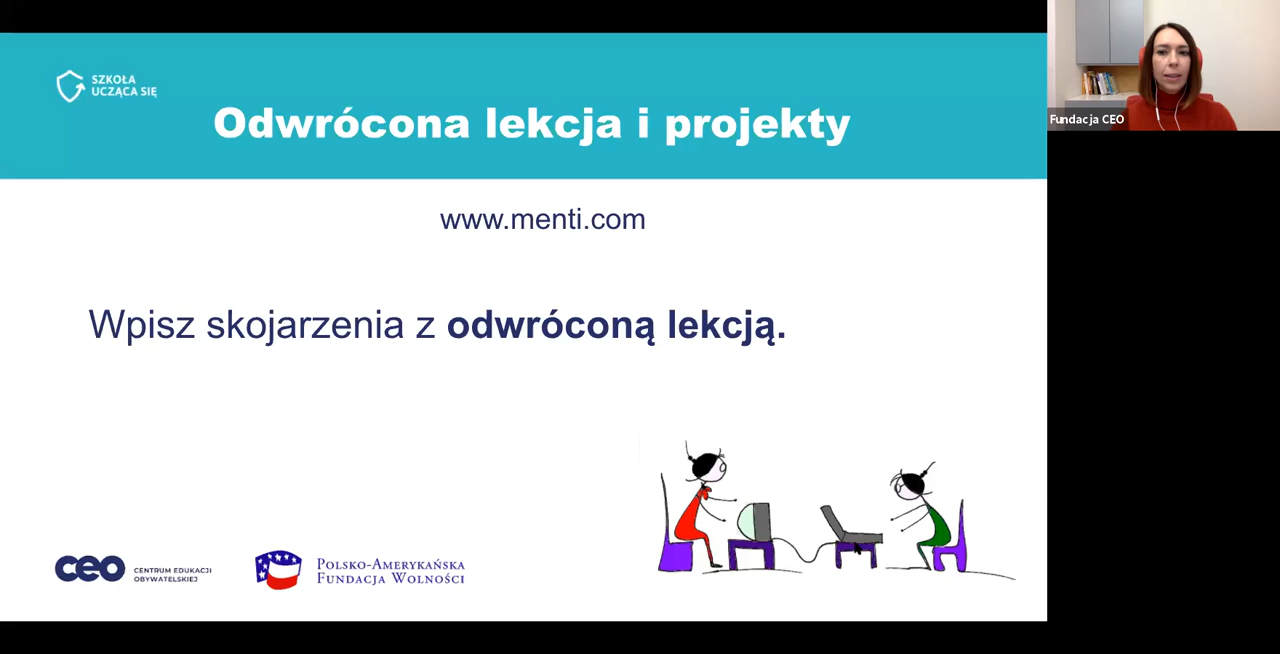 SZKOŁA
UCZĄCA SIĘ
Odwrócona lekcja i projekty
www.menti.com
Wpisz skojarzenia z odwróconą lekcją.
CEO CENTRUM EDUKACJI
OBYWATELSKIEJ
POLSKO-AMERYKAŃSKA
FUNDACJA WOLNOŚCI
Fundacja CEO